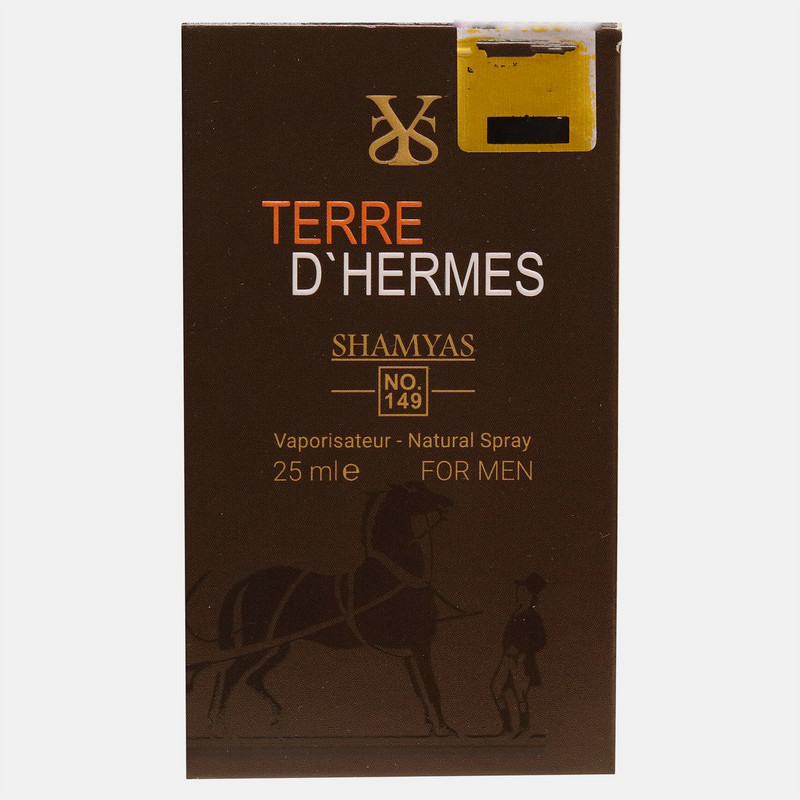 TERRE
D`HERMES
SHAMYAS
NO.
149
Vaporisateur - Natural Spray
25 ml e FOR MEN